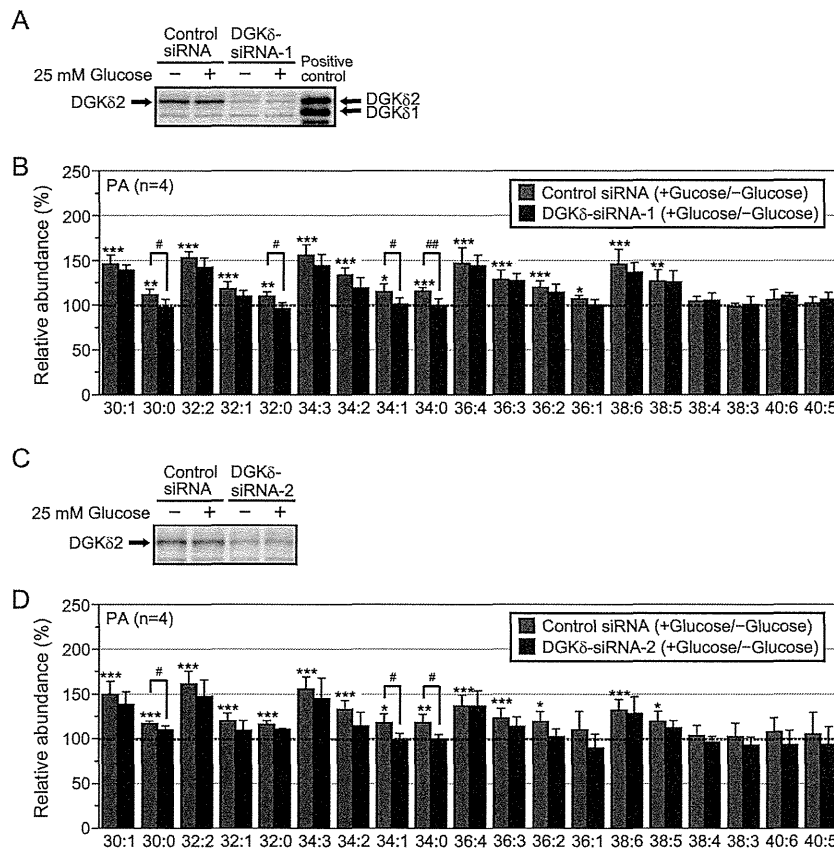 A
Control
siRNA
DGKδ-
siRNA-1
Positive
control
25 mM Glucose
− + − +
DGKδ2
DGKδ2
DGKδ1
B
PA (n=4)
Control siRNA (+Gucose/−Glucose)
DGKδ-siRNA-1 (+Glucose/−Glucose)
Relative abundance (%)
250
200
150
100
50
0
*** ** # *** *** ** # *** *** * # *** ## *** *** *** * *** **
30:1 30:0 32:2 32:1 32:0 34:3 34:2 34:1 34:0 36:4 36:3 36:2 36:1 38:6 38:5 38:4 38:3 40:6 40:5
C
Control
siRNA
DGKδ-
siRNA-2
25 mM Glucose
− + − +
DGKδ2
D
PA (n=4)
Control siRNA (+Glucose/−Glucose)
DGKδ-siRNA-2 (+Glucose/−Glucose)
Relative abundance (%)
250
200
150
100
50
0
*** *** # *** *** *** *** *** * # ** # *** *** * *** *
30:1 30:0 32:2 32:1 32:0 34:3 34:2 34:1 34:0 36:4 36:3 36:2 36:1 38:6 38:5 38:4 38:3 40:6 40:5